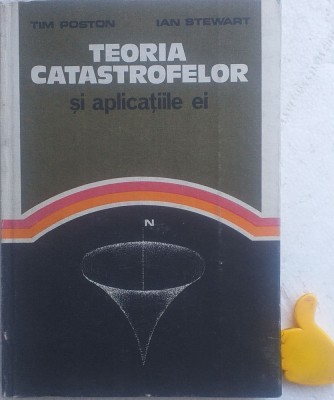 TIM POSTON IAN STEWART
TEORIA
CATASTROFELOR
și aplicațiile ei
N